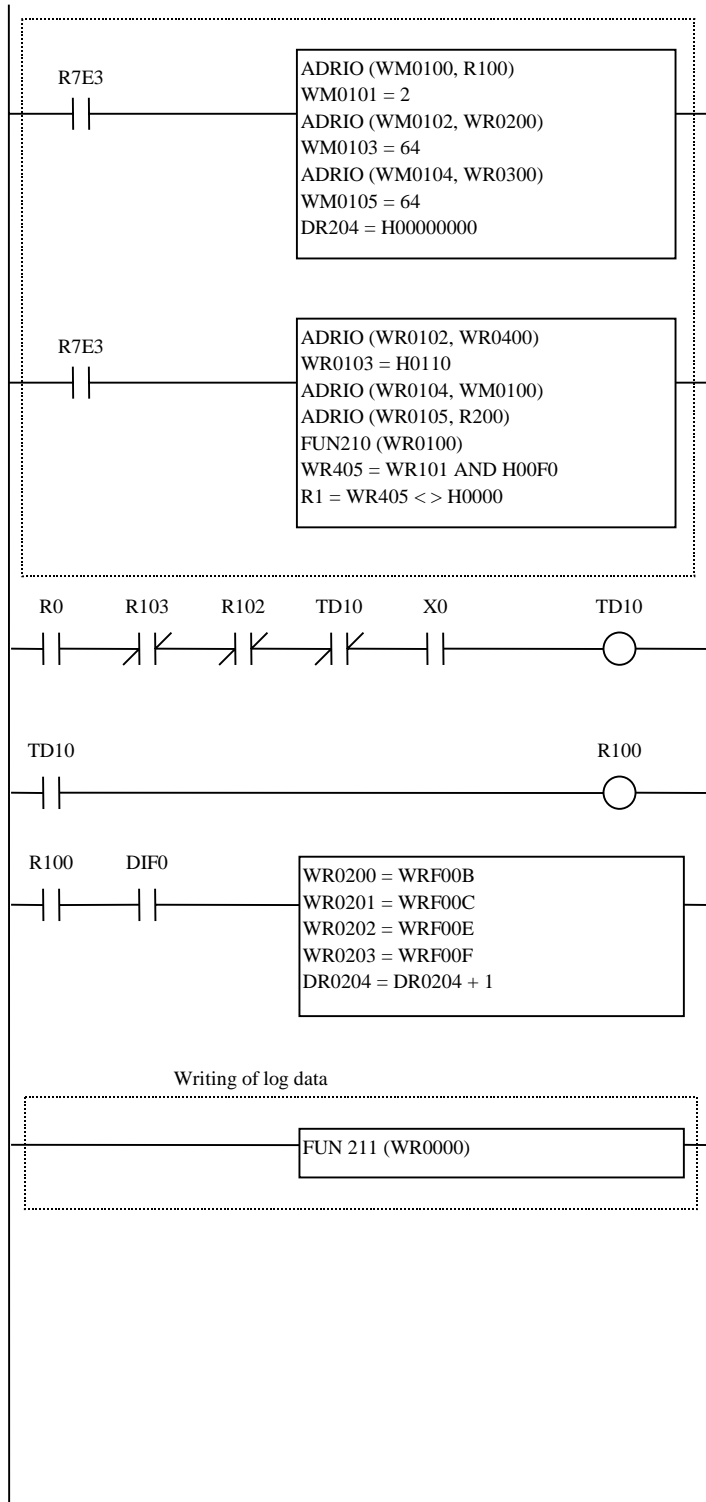 R7E3
ADRIO (WM0100, R100)
WM0101 = 2
ADRIO (WM0102, WR0200)
WM0103 = 64
ADRIO (WM0104, WR0300)
WM0105 = 64
DR204 = H00000000
R7E3
ADRIO (WR0102, WR0400)
WR0103 = H0110
ADRIO (WR0104, WM0100)
ADRIO (WR0105, R200)
FUN210 (WR0100)
WR405 = WR101 AND H00F0
R1 = WR405 < > H0000
R0 R103 R102 TD10 X0 TD10
TD10 R100
R100 DIF0
WR0200 = WRF00B
WR0201 = WRF00C
WR0202 = WRF00E
WR0203 = WRF00F
DR0204 = DR0204 + 1
Writing of log data
FUN 211 (WR0000)